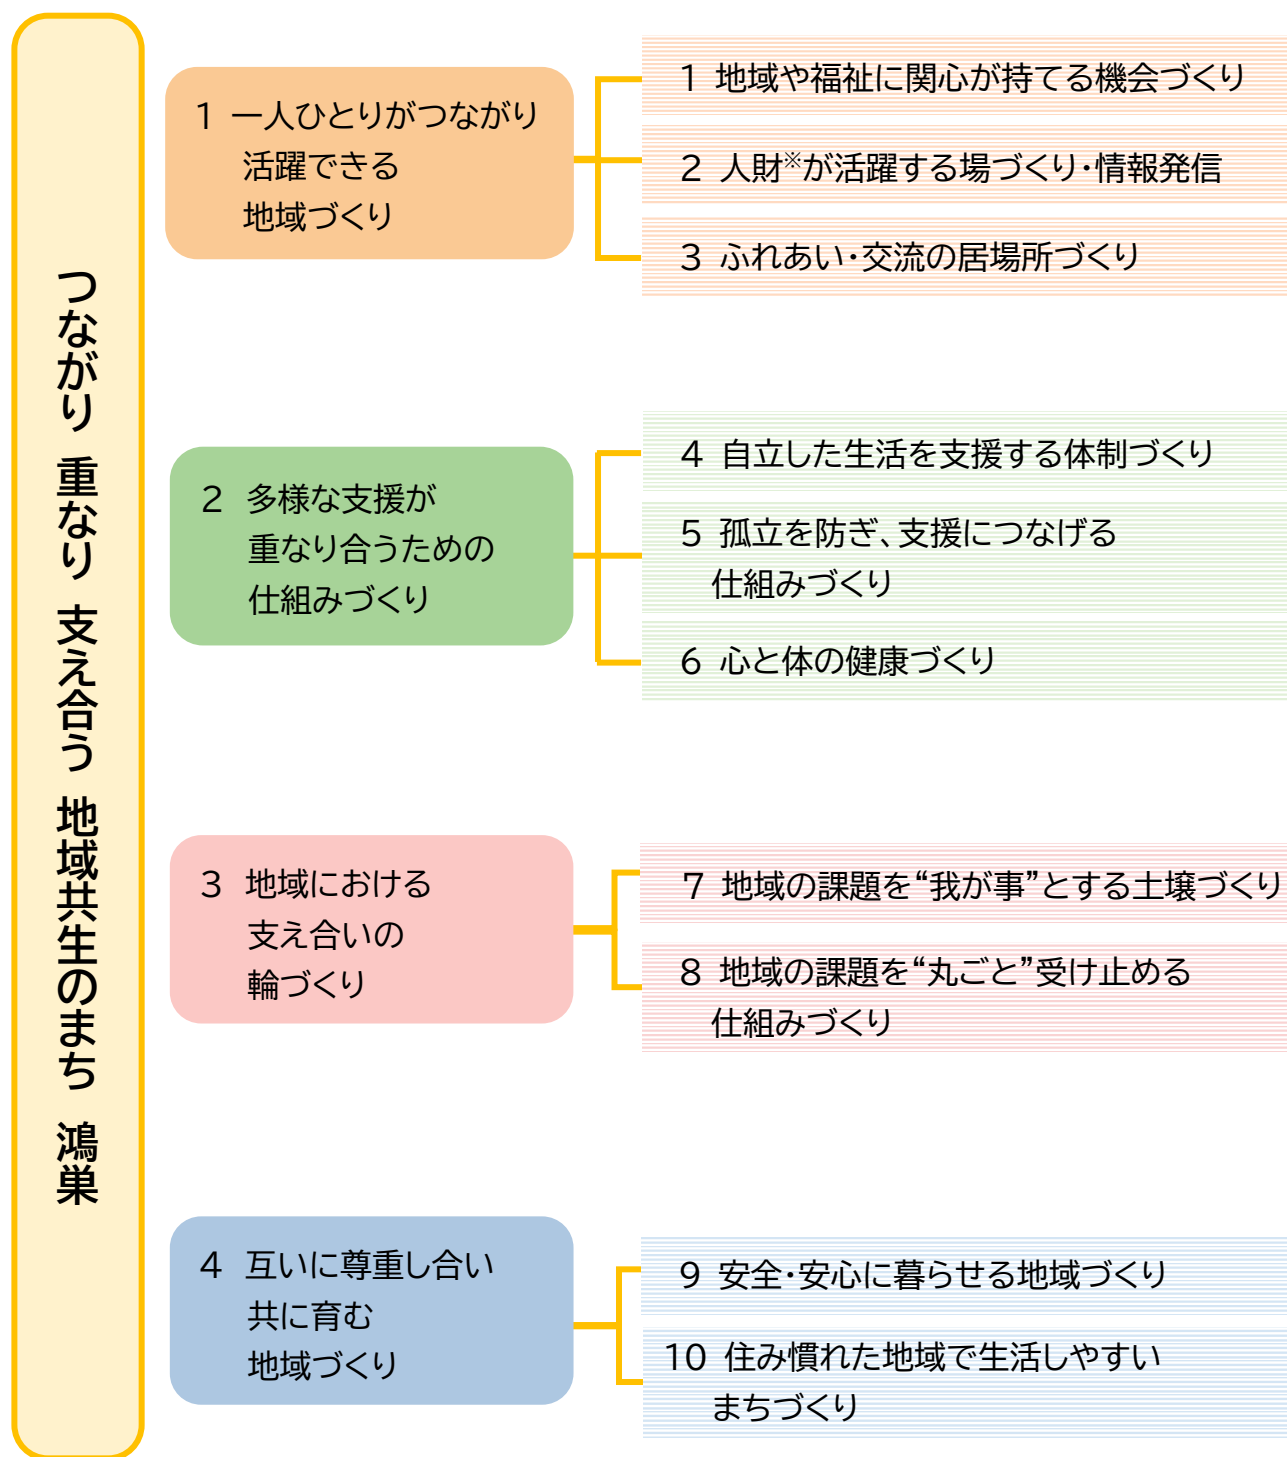 つながり 重なり 支え合う 地域共生のまち 鴻巣
1 一人ひとりがつながり
活躍できる
地域づくり
1 地域や福祉に関心が持てる機会づくり
2 人財※が活躍する場づくり・情報発信
3 ふれあい・交流の居場所づくり
2 多様な支援が
重なり合うための
仕組みづくり
4 自立した生活を支援する体制づくり
5 孤立を防ぎ、支援につなげる
仕組みづくり
6 心と体の健康づくり
3 地域における
支え合いの
輪づくり
7 地域の課題を“我が事”とする土壌づくり
8 地域の課題を“丸ごと”受け止める
仕組みづくり
4 互いに尊重し合い
共に育む
地域づくり
9 安全・安心に暮らせる地域づくり
10 住み慣れた地域で生活しやすい
まちづくり